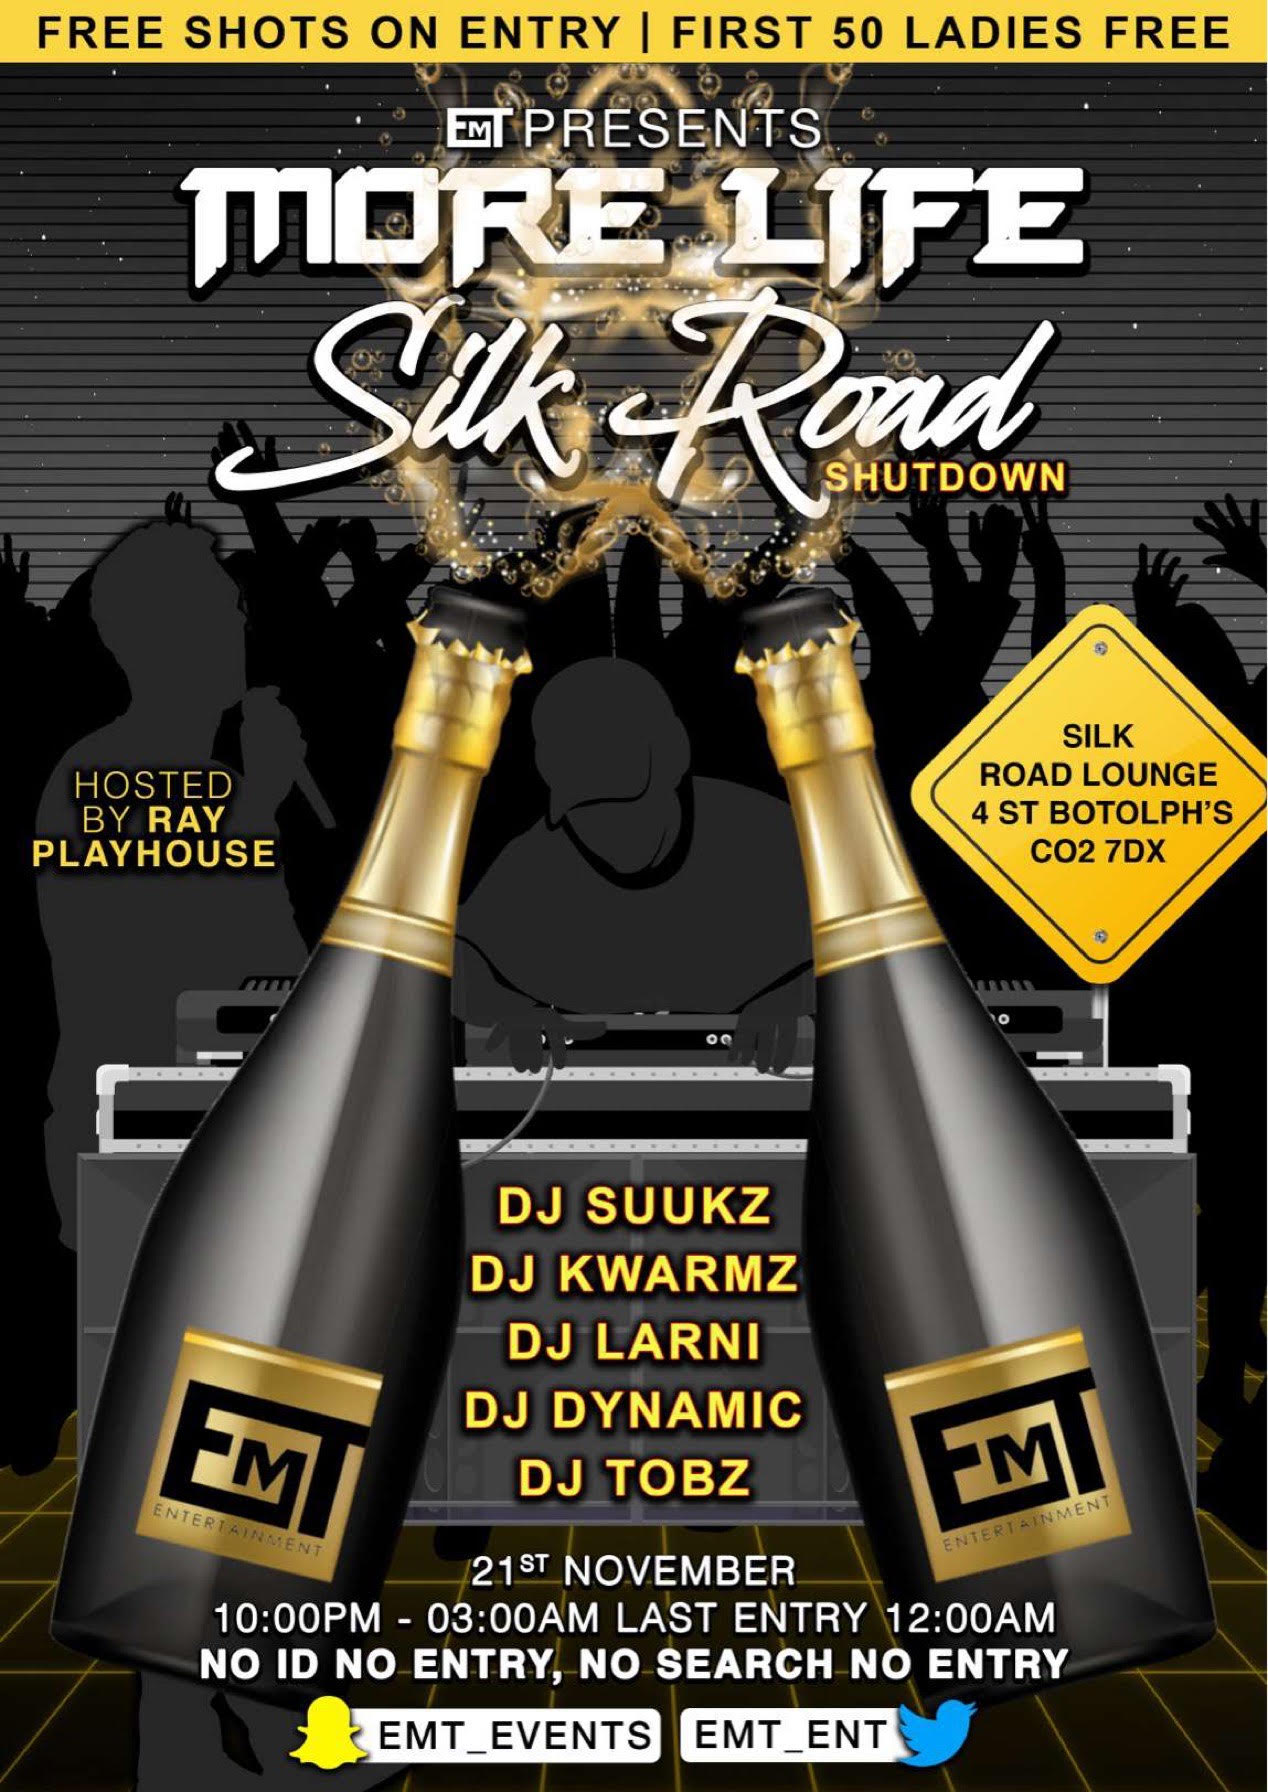 FREE SHOTS ON ENTRY | FIRST 50 LADIES FREE
EMT PRESENTS
MORE LIFE
Silk Road
SHUTDOWN
HOSTED
BY RAY
PLAYHOUSE
SILK
ROAD LOUNGE
4 ST BOTOLPH'S
CO2 7DX
DJ SUUKZ
DJ KWARMZ
DJ LARNI
DJ DYNAMIC
DJ TOBZ
EMT
ENTERTAINMENT
EMT
ENTERTAINMENT
21ST NOVEMBER
10:00PM - 03:00AM LAST ENTRY 12:00AM
NO ID NO ENTRY, NO SEARCH NO ENTRY
EMT_EVENTS EMT_ENT